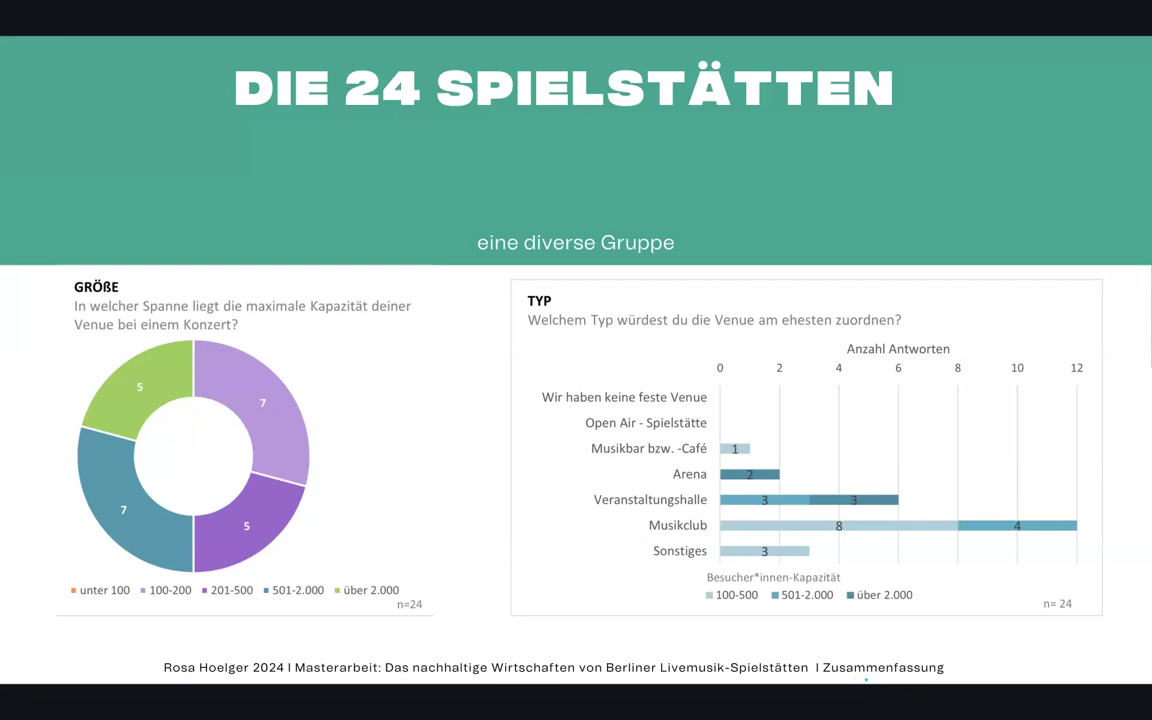 DIE 24 SPIELSTÄTTEN
eine diverse Gruppe
GRÖßE
In welcher Spanne liegt die maximale Kapazität deiner
Venue bei einem Konzert?
5
7
7
5
unter 100 100-200 201-500 501-2.000 über 2.000
n=24
TYP
Welchem Typ würdest du die Venue am ehesten zuordnen?
Anzahl Antworten
0 2 4 6 8 10 12
Wir haben keine feste Venue
Open Air - Spielstätte
Musikbar bzw. -Café 1
Arena 2
Veranstaltungshalle 3 3
Musikclub 8 4
Sonstiges 3
Besucher*innen-Kapazität
100-500 501-2.000 über 2.000
n= 24
Rosa Hoelger 2024 I Masterarbeit: Das nachhaltige Wirtschaften von Berliner Livemusik-Spielstätten I Zusammenfassung